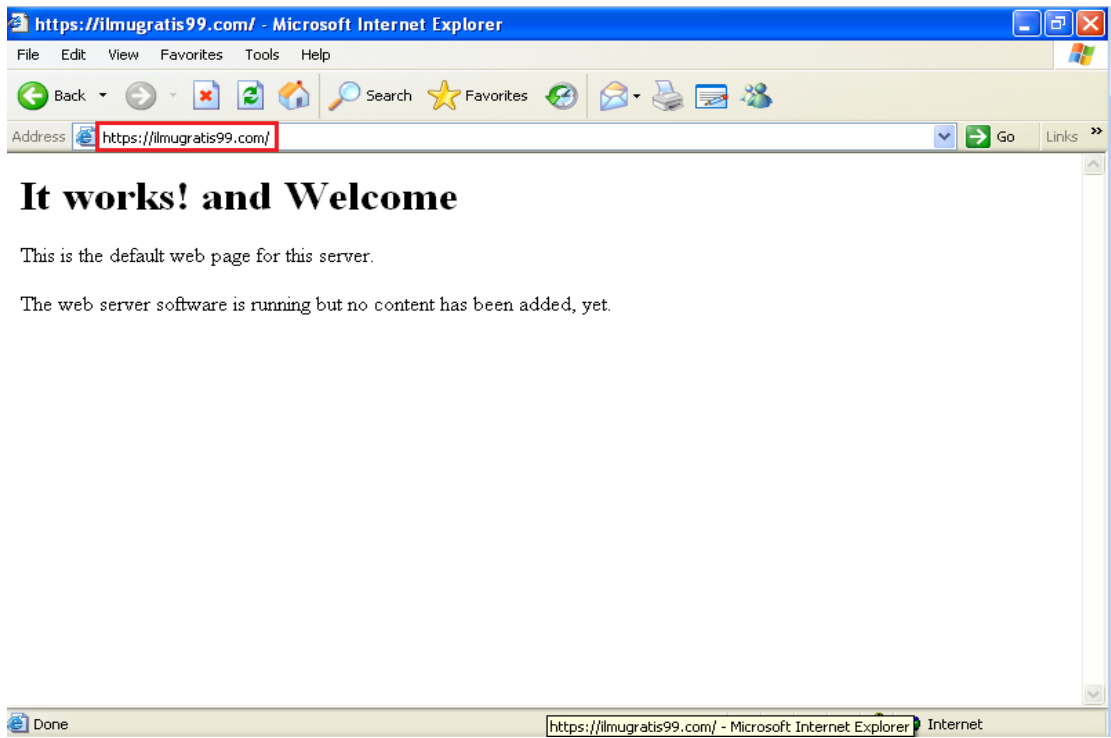 https://ilmugratis99.com/ - Microsoft Internet Explorer
File Edit View Favorites Tools Help
Back Search Favorites
Address https://ilmugratis99.com/ Go Links »
It works! and Welcome
This is the default web page for this server.
The web server software is running but no content has been added, yet.
Done https://ilmugratis99.com/ - Microsoft Internet Explorer Internet